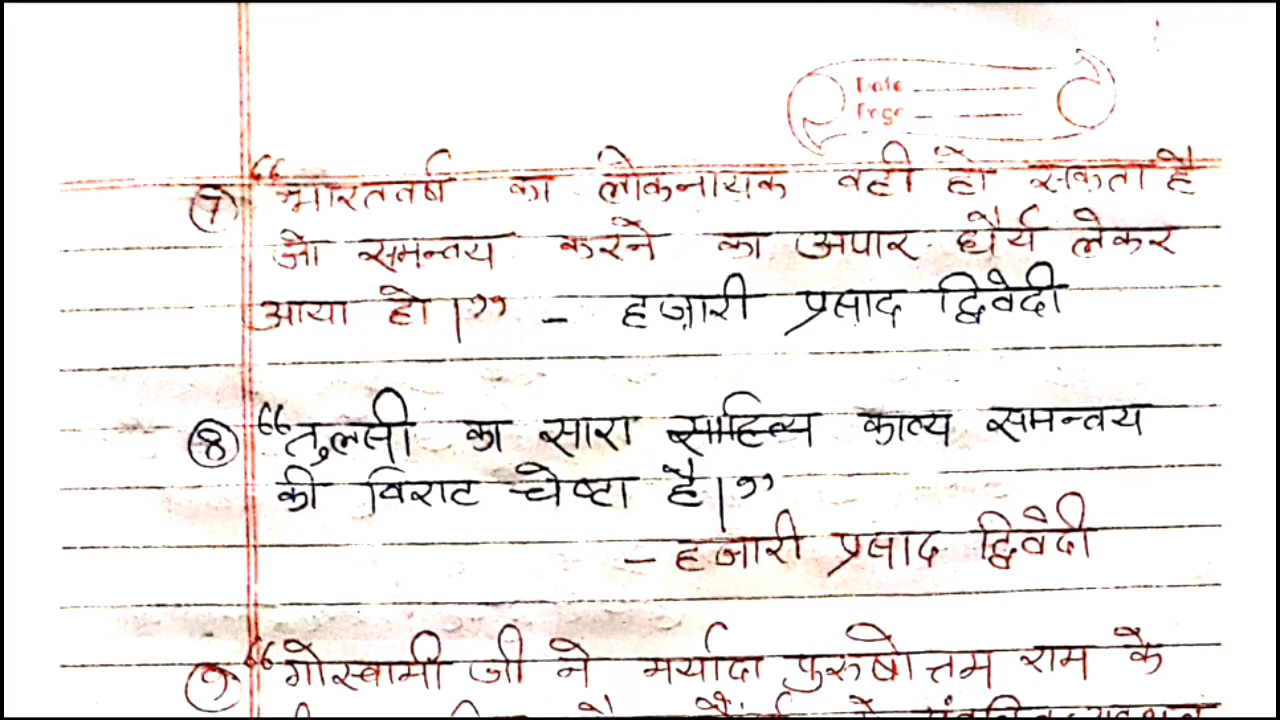 Date
Page
(7) “भारतवर्ष का लोकनायक वही हो सकता है
जो समन्वय करने का अपार धैर्य लेकर
आया हो।” – हज़ारी प्रसाद द्विवेदी
(8) “तुलसी का सारा साहित्य काव्य समन्वय
की विराट चेष्टा है।”
– हजारी प्रसाद द्विवेदी
(9) “गोस्वामी जी ने मर्यादा पुरुषोत्तम राम के